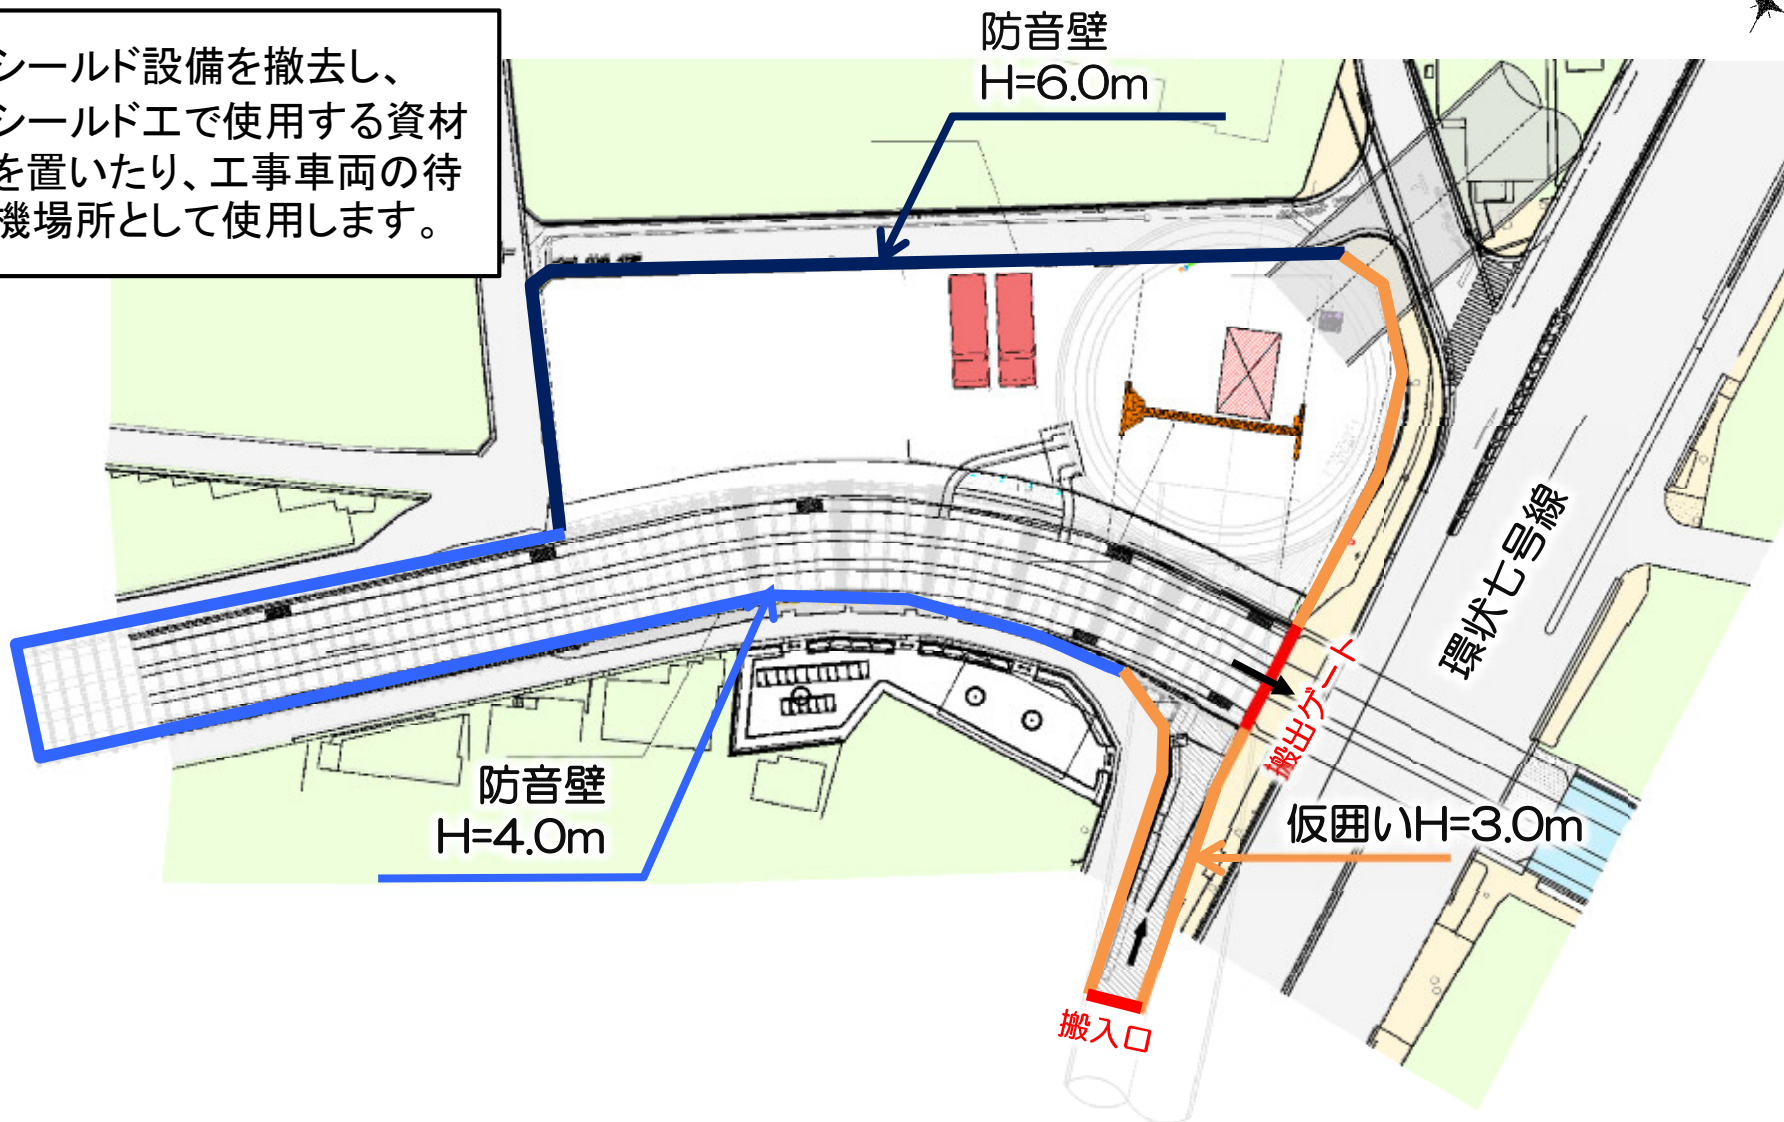 シールド設備を撤去し、
シールド工で使用する資材
を置いたり、工事車両の待
機場所として使用します。
防音壁
H=6.0m
環状七号線
搬出ゲート
防音壁
H=4.0m
仮囲いH=3.0m
搬入口